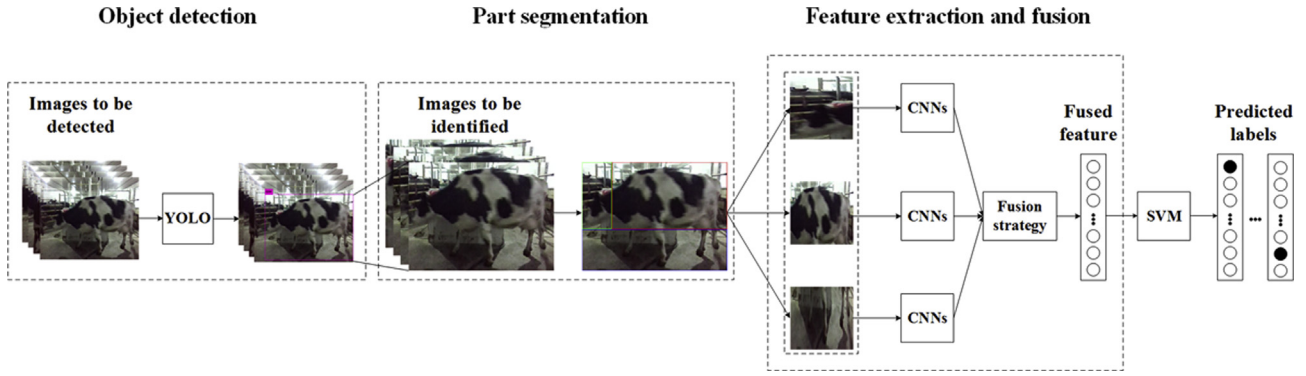 Object detection
Part segmentation
Feature extraction and fusion
Images to be
detected
YOLO
Images to be
identified
CNNs
CNNs
CNNs
Fusion
strategy
Fused
feature
SVM
Predicted
labels